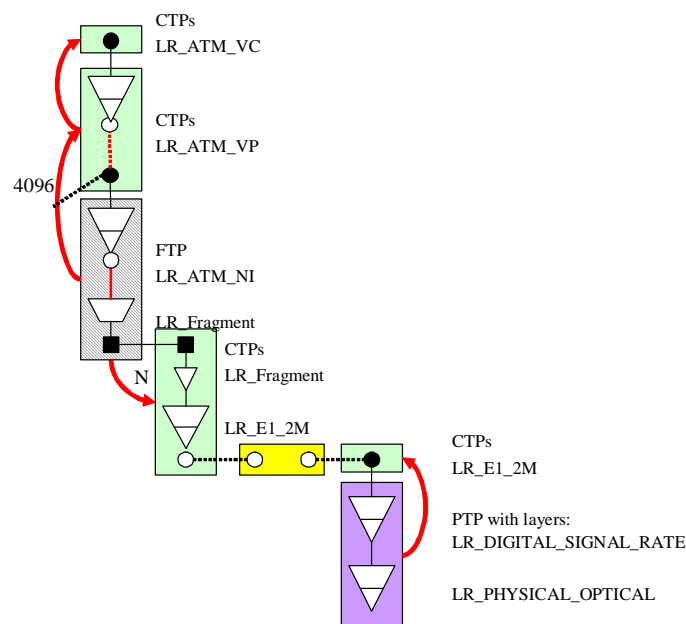 CTPs
LR_ATM_VC
CTPs
LR_ATM_VP
4096
FTP
LR_ATM_NI
LR_Fragment
CTPs
N
LR_Fragment
LR_E1_2M
CTPs
LR_E1_2M
PTP with layers:
LR_DIGITAL_SIGNAL_RATE
LR_PHYSICAL_OPTICAL